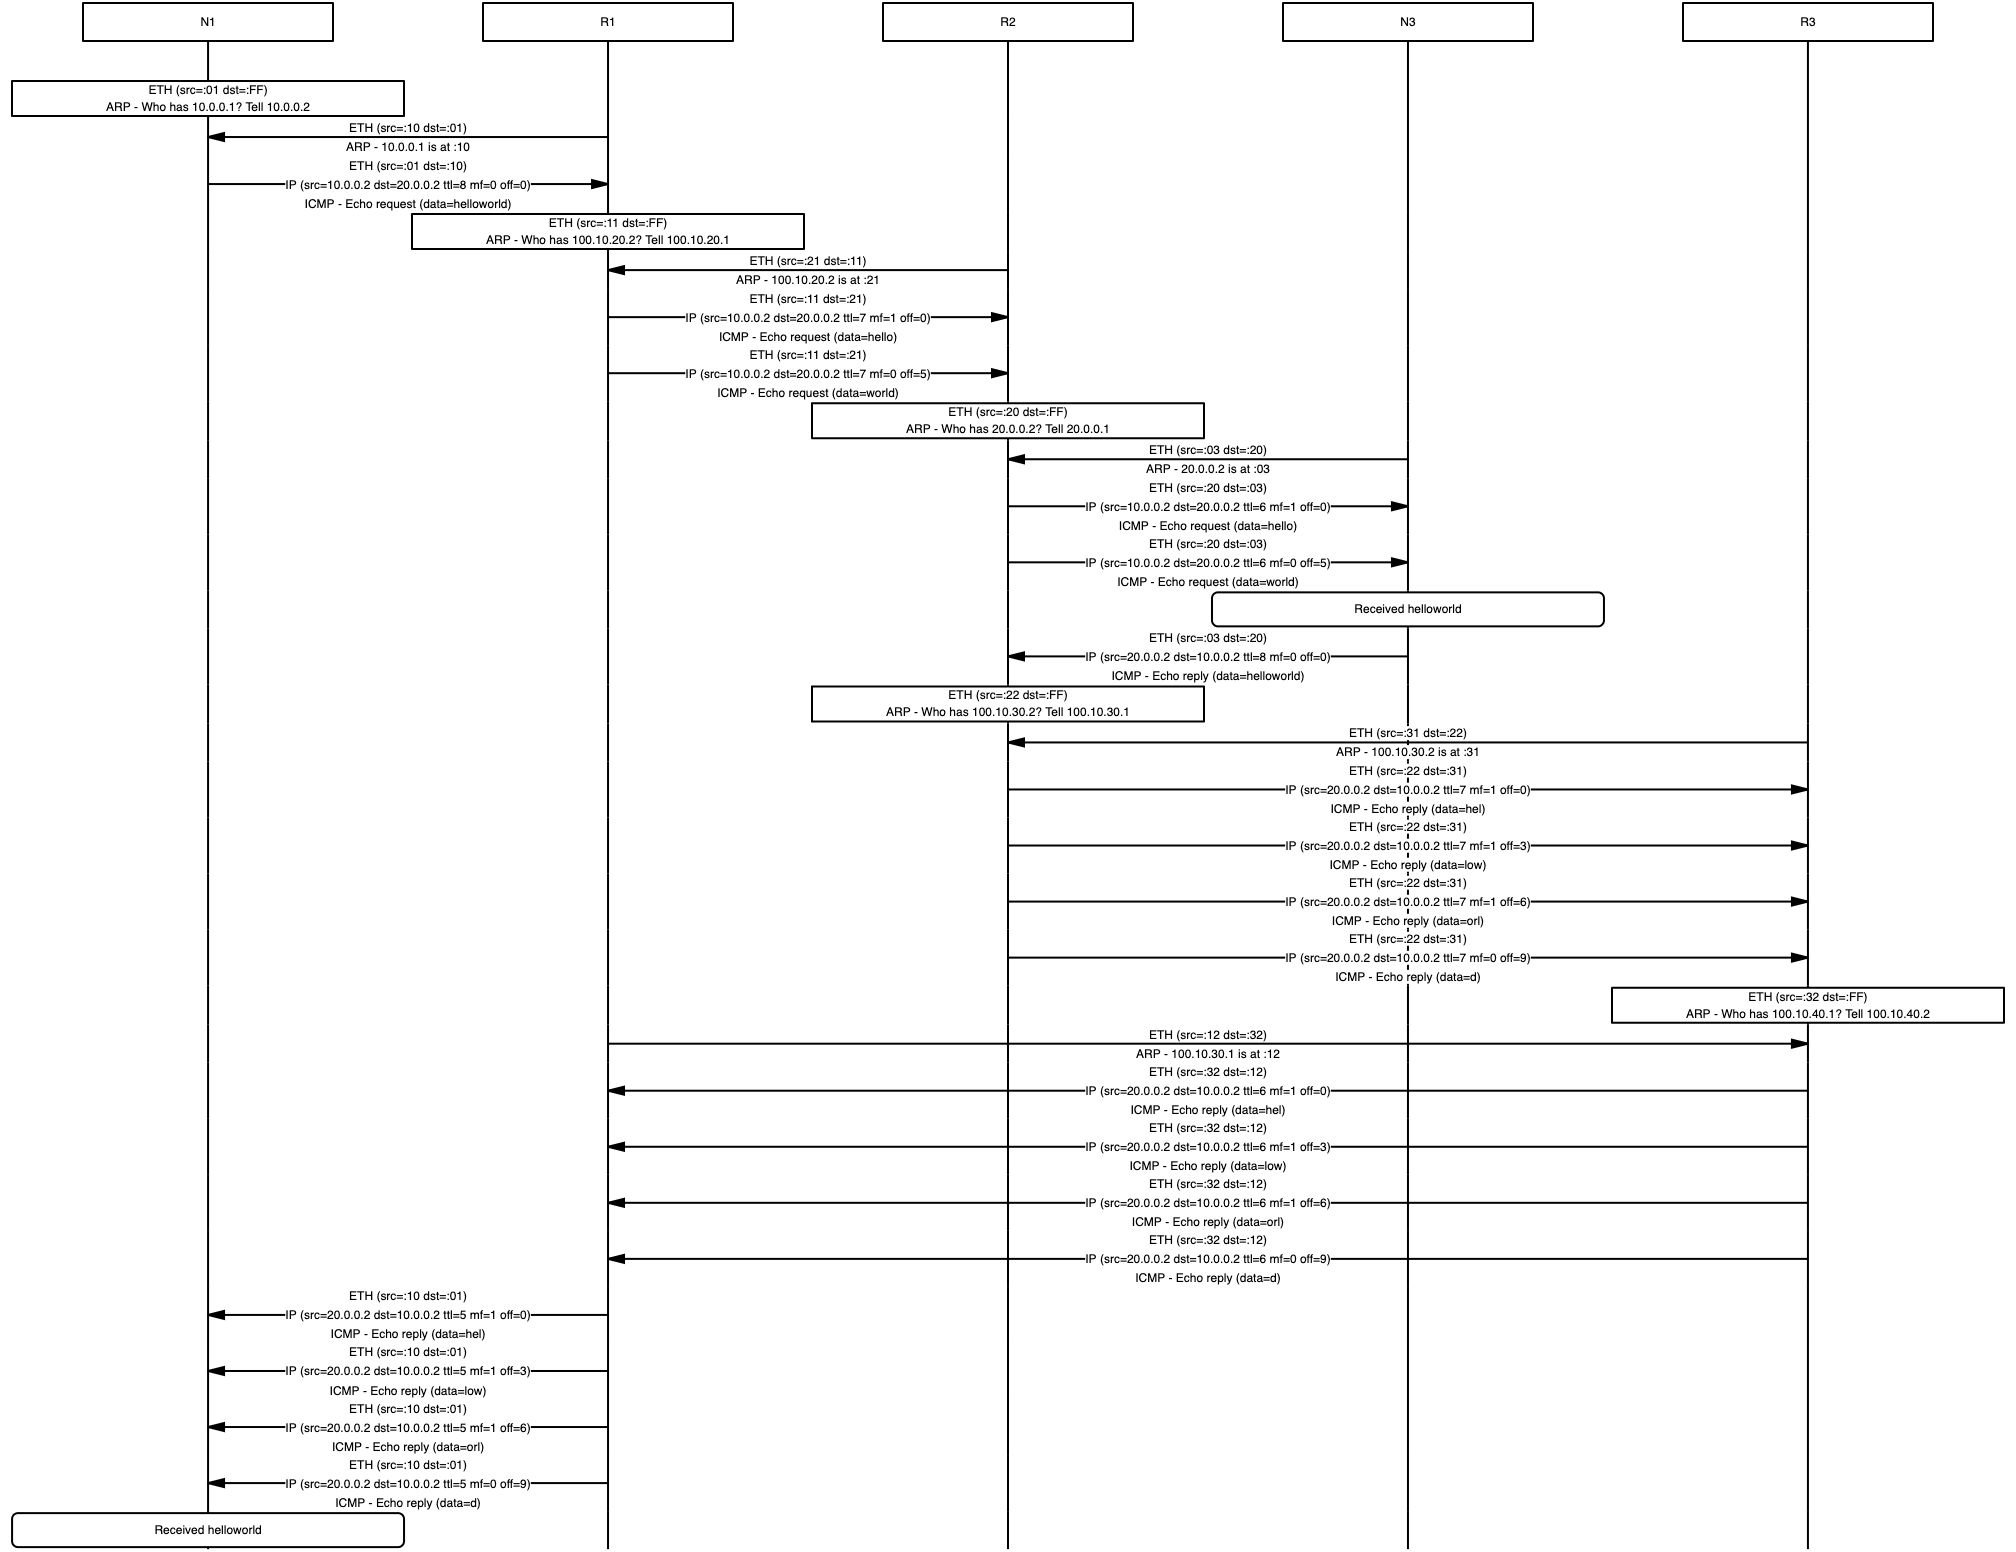 N1
R1
R2
N3
R3
ETH (src=:01 dst=:FF)
ARP - Who has 10.0.0.1? Tell 10.0.0.2
ETH (src=:10 dst=:01)
ARP - 10.0.0.1 is at :10
ETH (src=:01 dst=:10)
IP (src=10.0.0.2 dst=20.0.0.2 ttl=8 mf=0 off=0)
ICMP - Echo request (data=helloworld)
ETH (src=:11 dst=:FF)
ARP - Who has 100.10.20.2? Tell 100.10.20.1
ETH (src=:21 dst=:11)
ARP - 100.10.20.2 is at :21
ETH (src=:11 dst=:21)
IP (src=10.0.0.2 dst=20.0.0.2 ttl=7 mf=1 off=0)
ICMP - Echo request (data=hello)
ETH (src=:11 dst=:21)
IP (src=10.0.0.2 dst=20.0.0.2 ttl=7 mf=0 off=5)
ICMP - Echo request (data=world)
ETH (src=:20 dst=:FF)
ARP - Who has 20.0.0.2? Tell 20.0.0.1
ETH (src=:03 dst=:20)
ARP - 20.0.0.2 is at :03
ETH (src=:20 dst=:03)
IP (src=10.0.0.2 dst=20.0.0.2 ttl=6 mf=1 off=0)
ICMP - Echo request (data=hello)
ETH (src=:20 dst=:03)
IP (src=10.0.0.2 dst=20.0.0.2 ttl=6 mf=0 off=5)
ICMP - Echo request (data=world)
Received helloworld
ETH (src=:03 dst=:20)
IP (src=20.0.0.2 dst=10.0.0.2 ttl=8 mf=0 off=0)
ICMP - Echo reply (data=helloworld)
ETH (src=:22 dst=:FF)
ARP - Who has 100.10.30.2? Tell 100.10.30.1
ETH (src=:31 dst=:22)
ARP - 100.10.30.2 is at :31
ETH (src=:22 dst=:31)
IP (src=20.0.0.2 dst=10.0.0.2 ttl=7 mf=1 off=0)
ICMP - Echo reply (data=hel)
ETH (src=:22 dst=:31)
IP (src=20.0.0.2 dst=10.0.0.2 ttl=7 mf=1 off=3)
ICMP - Echo reply (data=low)
ETH (src=:22 dst=:31)
IP (src=20.0.0.2 dst=10.0.0.2 ttl=7 mf=1 off=6)
ICMP - Echo reply (data=orl)
ETH (src=:22 dst=:31)
IP (src=20.0.0.2 dst=10.0.0.2 ttl=7 mf=0 off=9)
ICMP - Echo reply (data=d)
ETH (src=:32 dst=:FF)
ARP - Who has 100.10.40.1? Tell 100.10.40.2
ETH (src=:12 dst=:32)
ARP - 100.10.30.1 is at :12
ETH (src=:32 dst=:12)
IP (src=20.0.0.2 dst=10.0.0.2 ttl=6 mf=1 off=0)
ICMP - Echo reply (data=hel)
ETH (src=:32 dst=:12)
IP (src=20.0.0.2 dst=10.0.0.2 ttl=6 mf=1 off=3)
ICMP - Echo reply (data=low)
ETH (src=:32 dst=:12)
IP (src=20.0.0.2 dst=10.0.0.2 ttl=6 mf=1 off=6)
ICMP - Echo reply (data=orl)
ETH (src=:32 dst=:12)
IP (src=20.0.0.2 dst=10.0.0.2 ttl=6 mf=0 off=9)
ICMP - Echo reply (data=d)
ETH (src=:10 dst=:01)
IP (src=20.0.0.2 dst=10.0.0.2 ttl=5 mf=1 off=0)
ICMP - Echo reply (data=hel)
ETH (src=:10 dst=:01)
IP (src=20.0.0.2 dst=10.0.0.2 ttl=5 mf=1 off=3)
ICMP - Echo reply (data=low)
ETH (src=:10 dst=:01)
IP (src=20.0.0.2 dst=10.0.0.2 ttl=5 mf=1 off=6)
ICMP - Echo reply (data=orl)
ETH (src=:10 dst=:01)
IP (src=20.0.0.2 dst=10.0.0.2 ttl=5 mf=0 off=9)
ICMP - Echo reply (data=d)
Received helloworld